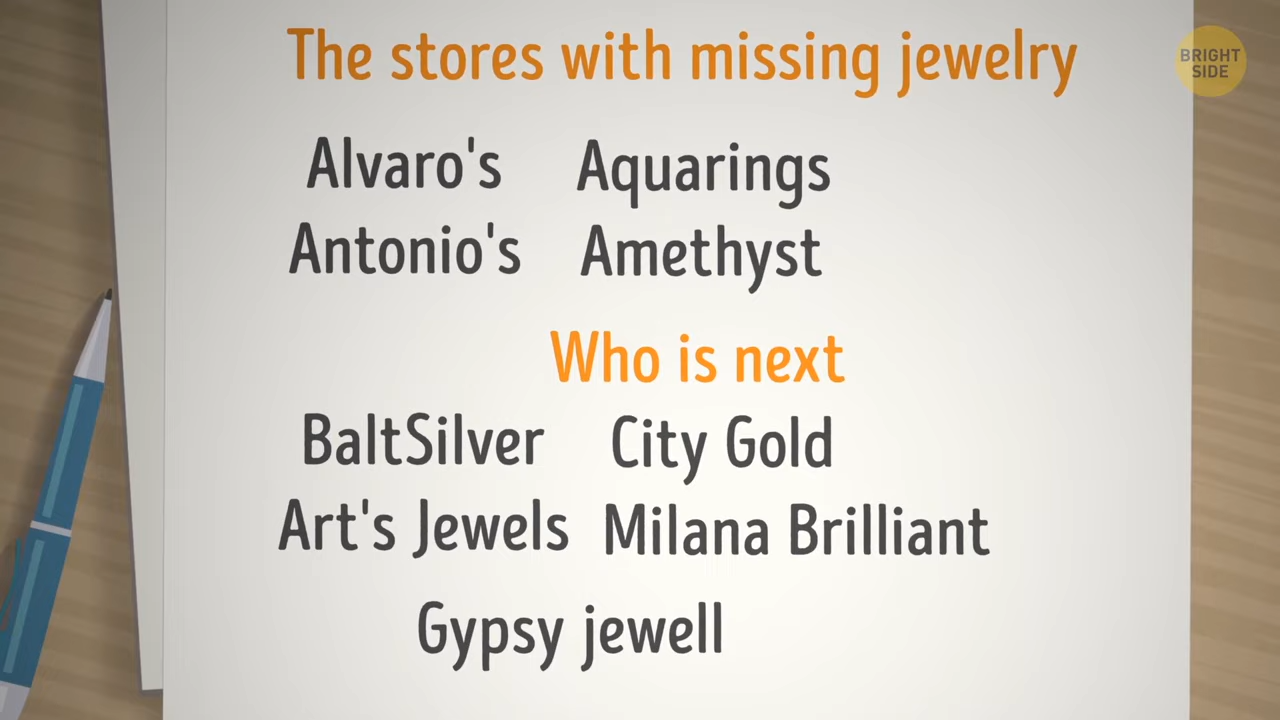 The stores with missing jewelry
BRIGHT
SIDE
Alvaro's Aquarings
Antonio's Amethyst
Who is next
BaltSilver City Gold
Art's Jewels Milana Brilliant
Gypsy jewell